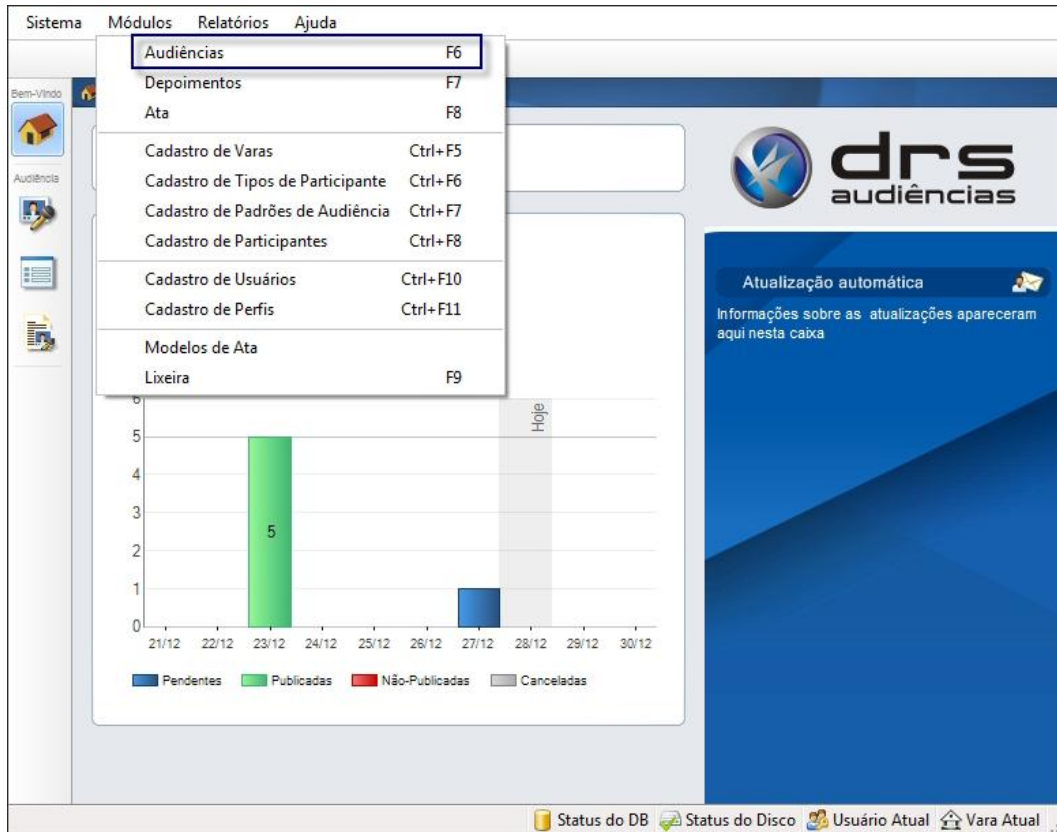 Sistema Módulos Relatórios Ajuda
Audiências F6
Depoimentos F7
Ata F8
Cadastro de Varas Ctrl+F5
Cadastro de Tipos de Participante Ctrl+F6
Cadastro de Padrões de Audiência Ctrl+F7
Cadastro de Participantes Ctrl+F8
Cadastro de Usuários Ctrl+F10
Cadastro de Perfis Ctrl+F11
Modelos de Ata
Lixeira F9
Bem-Vindo
Audiência
drs
audiências
Atualização automática
Informações sobre as atualizações apareceram
aqui nesta caixa
6
5
4
3
2
1
0
5
Hoje
21/12 22/12 23/12 24/12 25/12 26/12 27/12 28/12 29/12 30/12
Pendentes Publicadas Não-Publicadas Canceladas
Status do DB Status do Disco Usuário Atual Vara Atual